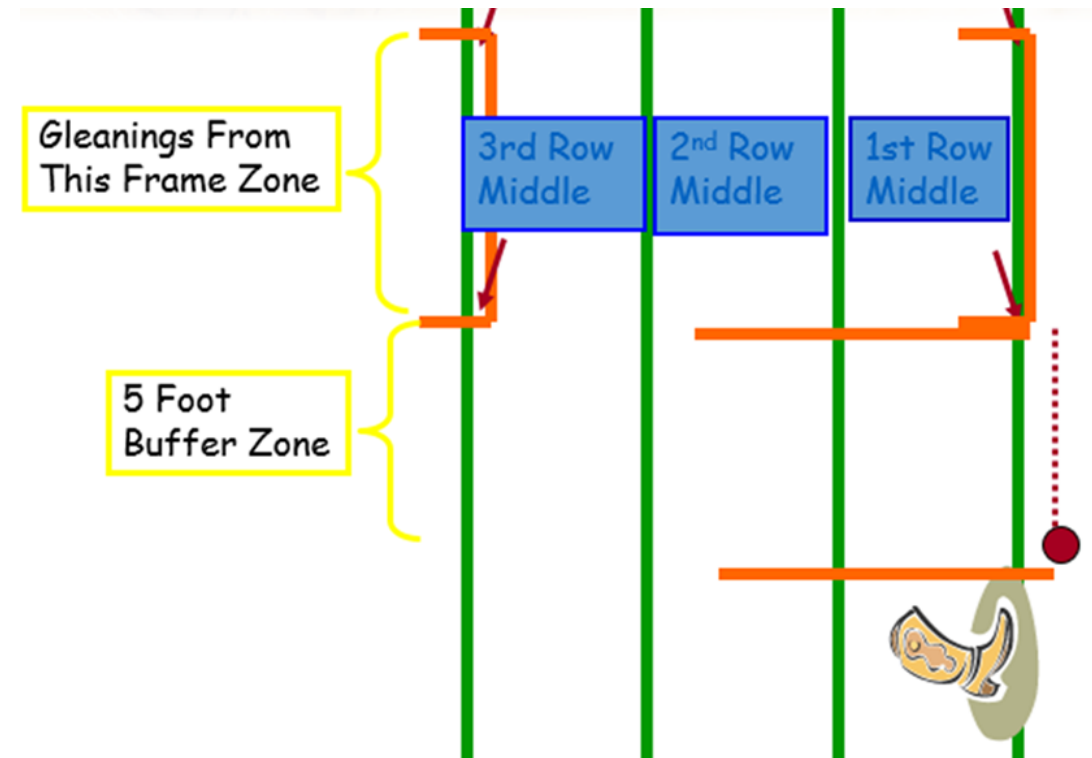 Gleanings From
This Frame Zone
3rd Row
Middle
2nd Row
Middle
1st Row
Middle
5 Foot
Buffer Zone